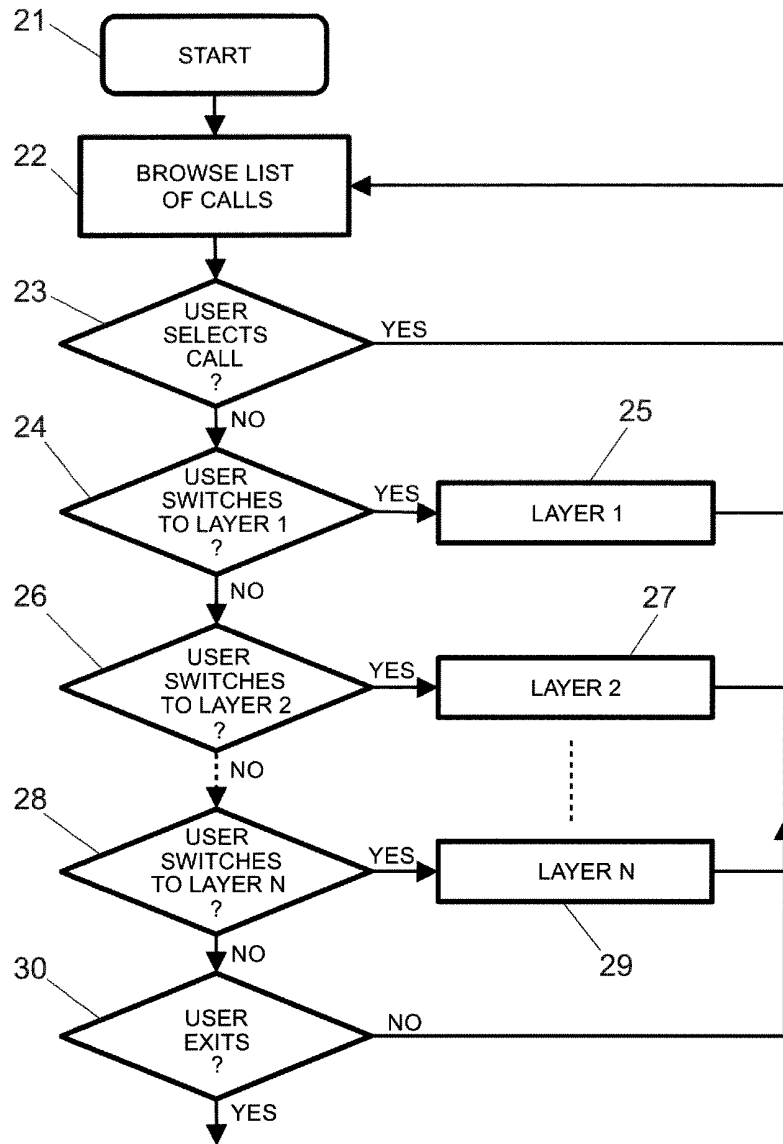 21
START
22
BROWSE LIST
OF CALLS
23
USER
SELECTS
CALL
?
YES
NO
24
USER
SWITCHES
TO LAYER 1
?
YES
25
LAYER 1
NO
26
USER
SWITCHES
TO LAYER 2
?
YES
27
LAYER 2
NO
28
USER
SWITCHES
TO LAYER N
?
YES
LAYER N
29
NO
30
USER
EXITS
?
NO
YES